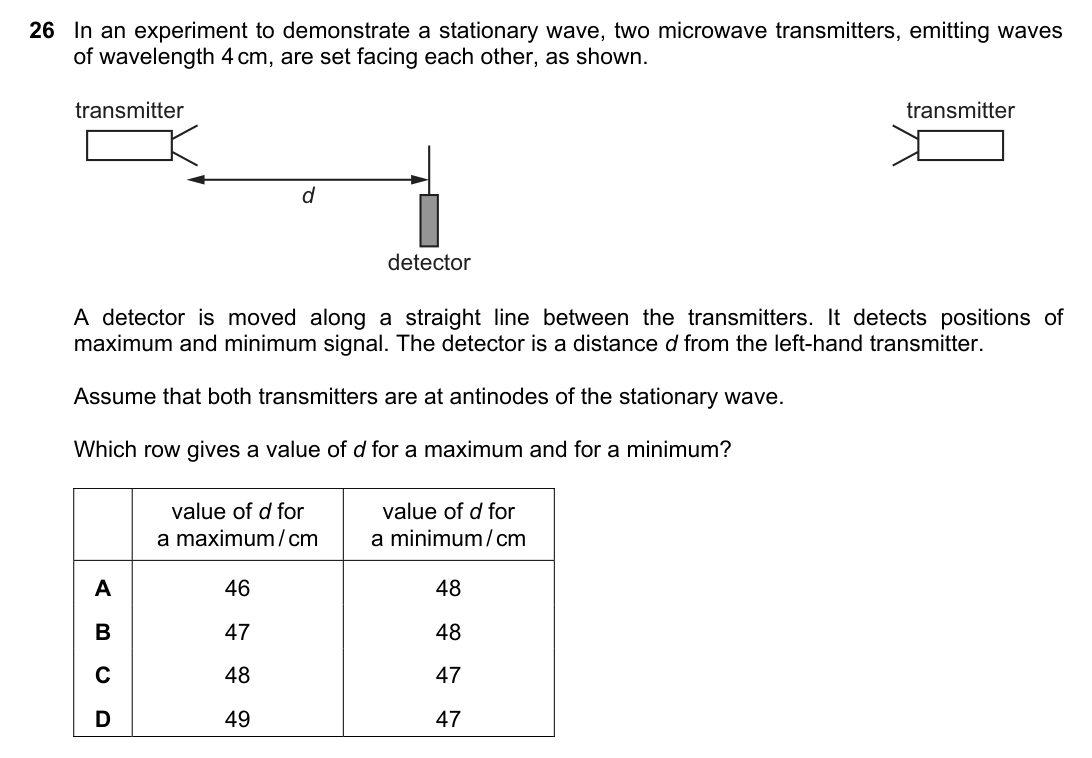 26 In an experiment to demonstrate a stationary wave, two microwave transmitters, emitting waves
of wavelength 4 cm, are set facing each other, as shown.
transmitter transmitter
d
detector
A detector is moved along a straight line between the transmitters. It detects positions of
maximum and minimum signal. The detector is a distance d from the left-hand transmitter.
Assume that both transmitters are at antinodes of the stationary wave.
Which row gives a value of d for a maximum and for a minimum?
value of d for value of d for
a maximum / cm a minimum / cm
A 46 48
B 47 48
C 48 47
D 49 47